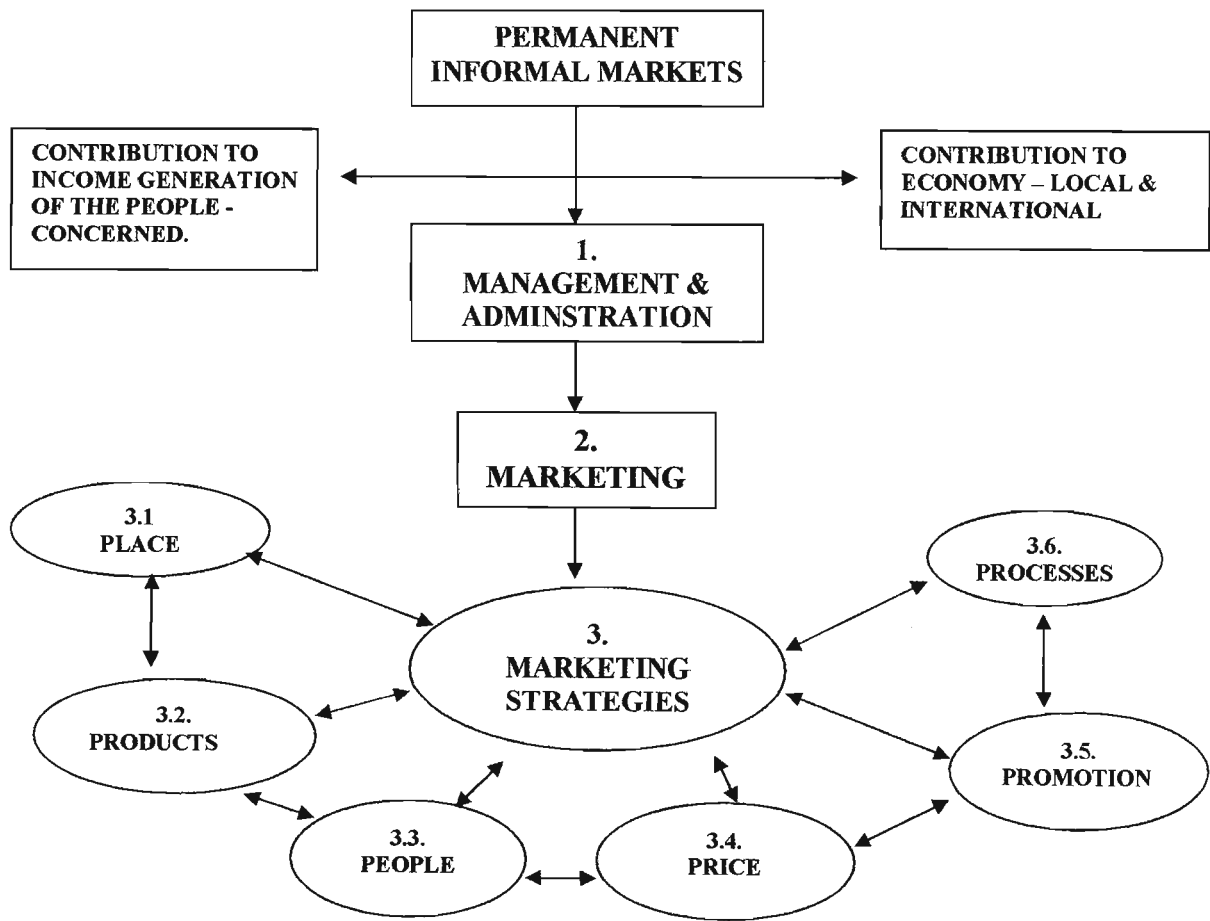 PERMANENT
INFORMAL MARKETS
CONTRIBUTION TO
INCOME GENERATION
OF THE PEOPLE -
CONCERNED.
CONTRIBUTION TO
ECONOMY – LOCAL &
INTERNATIONAL
1.
MANAGEMENT &
ADMINSTRATION
2.
MARKETING
3.1
PLACE
3.6.
PROCESSES
3.
MARKETING
STRATEGIES
3.2.
PRODUCTS
3.5.
PROMOTION
3.3.
PEOPLE
3.4.
PRICE